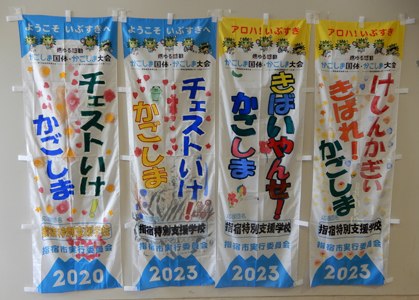 ようこそ いぶすきへ
燃ゆる感動
かごしま国体・かごしま大会
チェストいけ!
かごしま
指宿特別支援学校
指宿市実行委員会
2020
ようこそ いぶすきへ
燃ゆる感動
かごしま国体・かごしま大会
チェストいけ!
かごしま
指宿特別支援学校
指宿市実行委員会
2023
アロハ!いぶすき
燃ゆる感動
かごしま国体・かごしま大会
きばいやんせ!
かごしま
指宿特別支援学校
指宿市実行委員会
2023
アロハ!いぶすき
燃ゆる感動
かごしま国体・かごしま大会
けしんかぎい
きばれ!
かごしま
指宿特別支援学校
指宿市実行委員会
2023